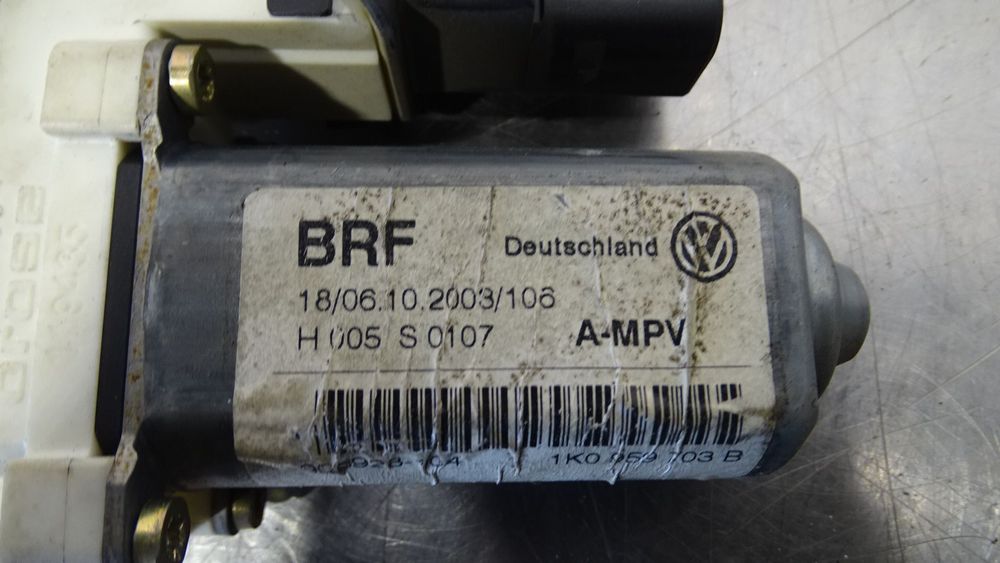 BRF
Deutschland
18/06.10.2003/106
H 005 S 0107
A-MPV
1K0 959 703 B